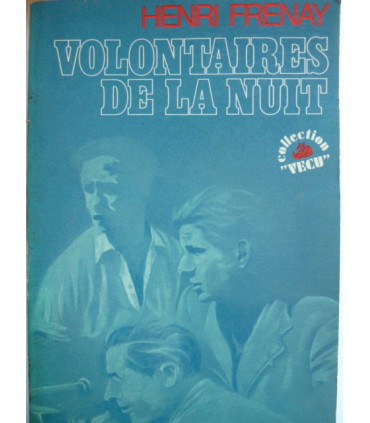 HENRI FRENAY
VOLONTAIRES
DE LA NUIT
collection
"VECU"